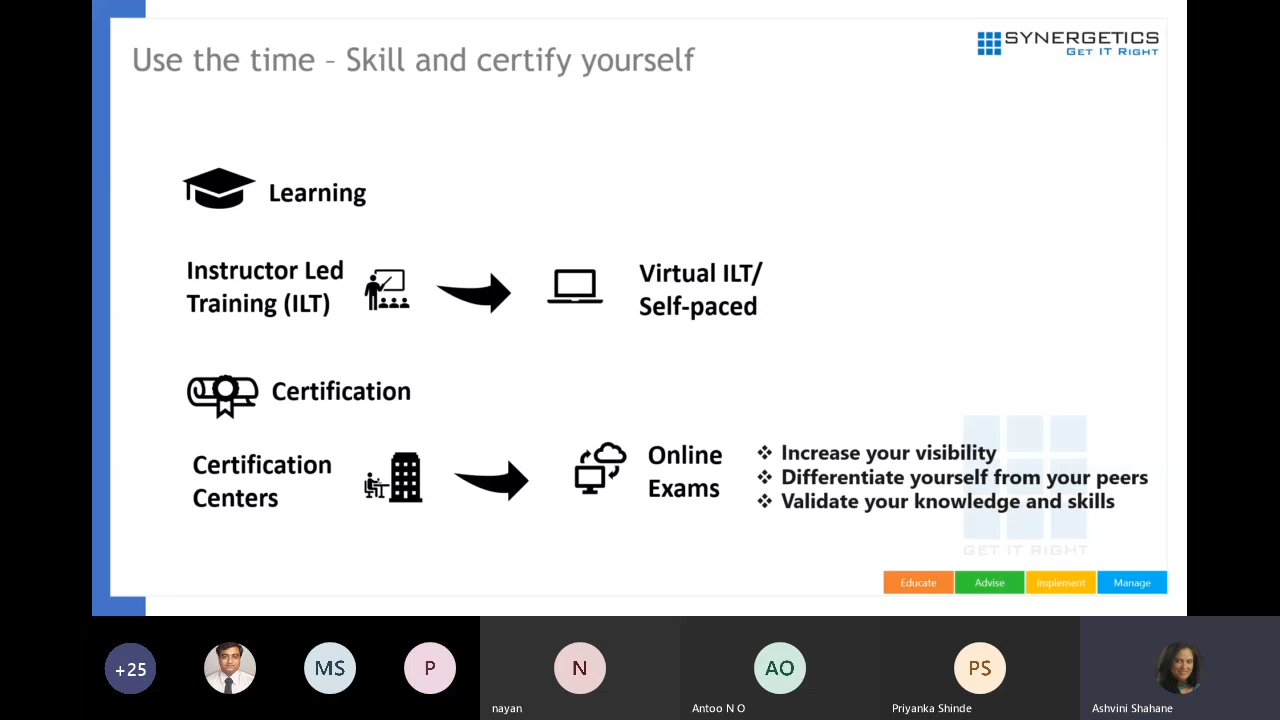 Use the time – Skill and certify yourself
SYNERGETICS
GET IT RIGHT
Learning
Instructor Led
Training (ILT)
Virtual ILT/
Self-paced
Certification
Certification
Centers
Online
Exams
❖ Increase your visibility
❖ Differentiate yourself from your peers
❖ Validate your knowledge and skills
GET IT RIGHT
Educate
Advise
Implement
Manage
+25
MS
P
N
nayan
AO
Antoo N O
PS
Priyanka Shinde
Ashvini Shahane